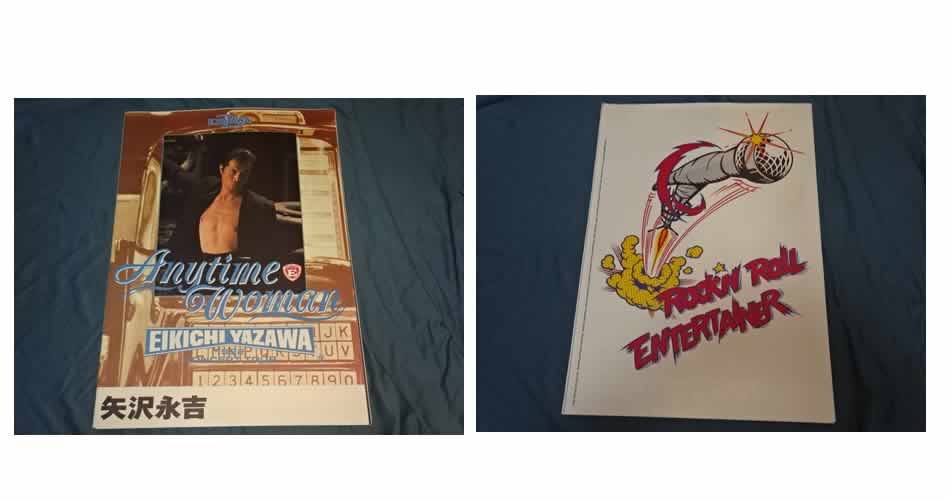 Anytime
Woman
EIKICHI YAZAWA
JK
UV
1234567890
矢沢永吉
ROCK'N' ROLL
ENTERTAINER